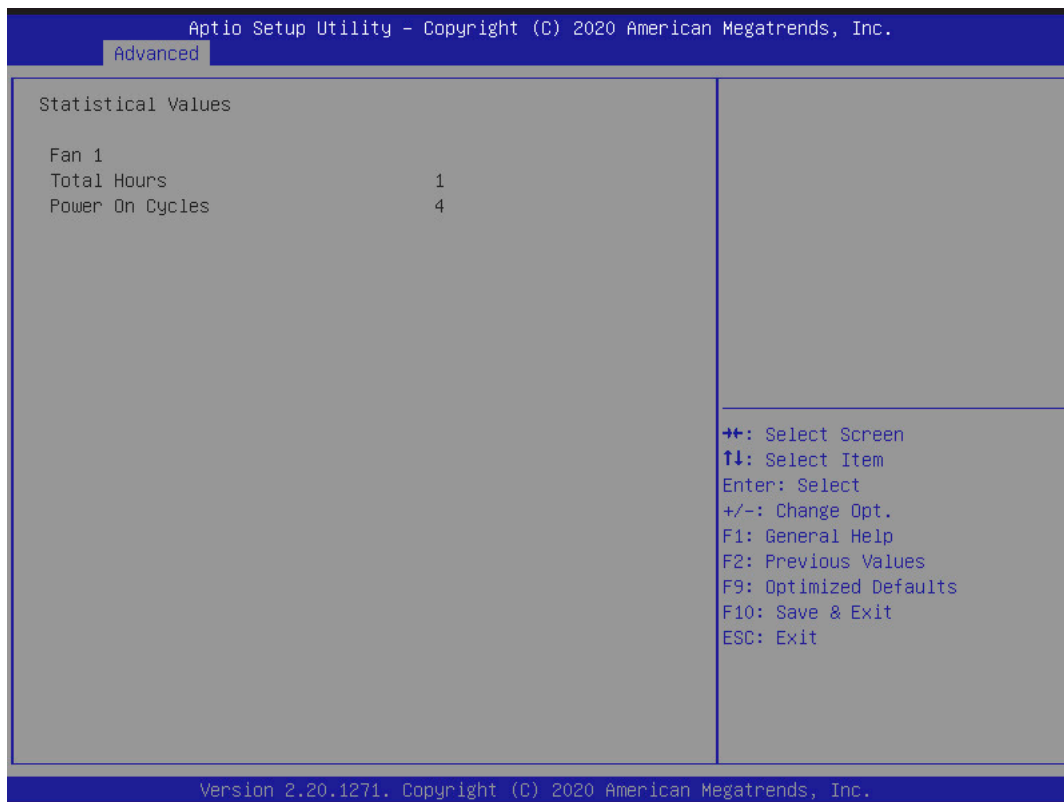 Aptio Setup Utility – Copyright (C) 2020 American Megatrends, Inc.
Advanced
Statistical Values
Fan 1
Total Hours 1
Power On Cycles 4
→←: Select Screen
↑↓: Select Item
Enter: Select
+/-: Change Opt.
F1: General Help
F2: Previous Values
F9: Optimized Defaults
F10: Save & Exit
ESC: Exit
Version 2.20.1271. Copyright (C) 2020 American Megatrends, Inc.